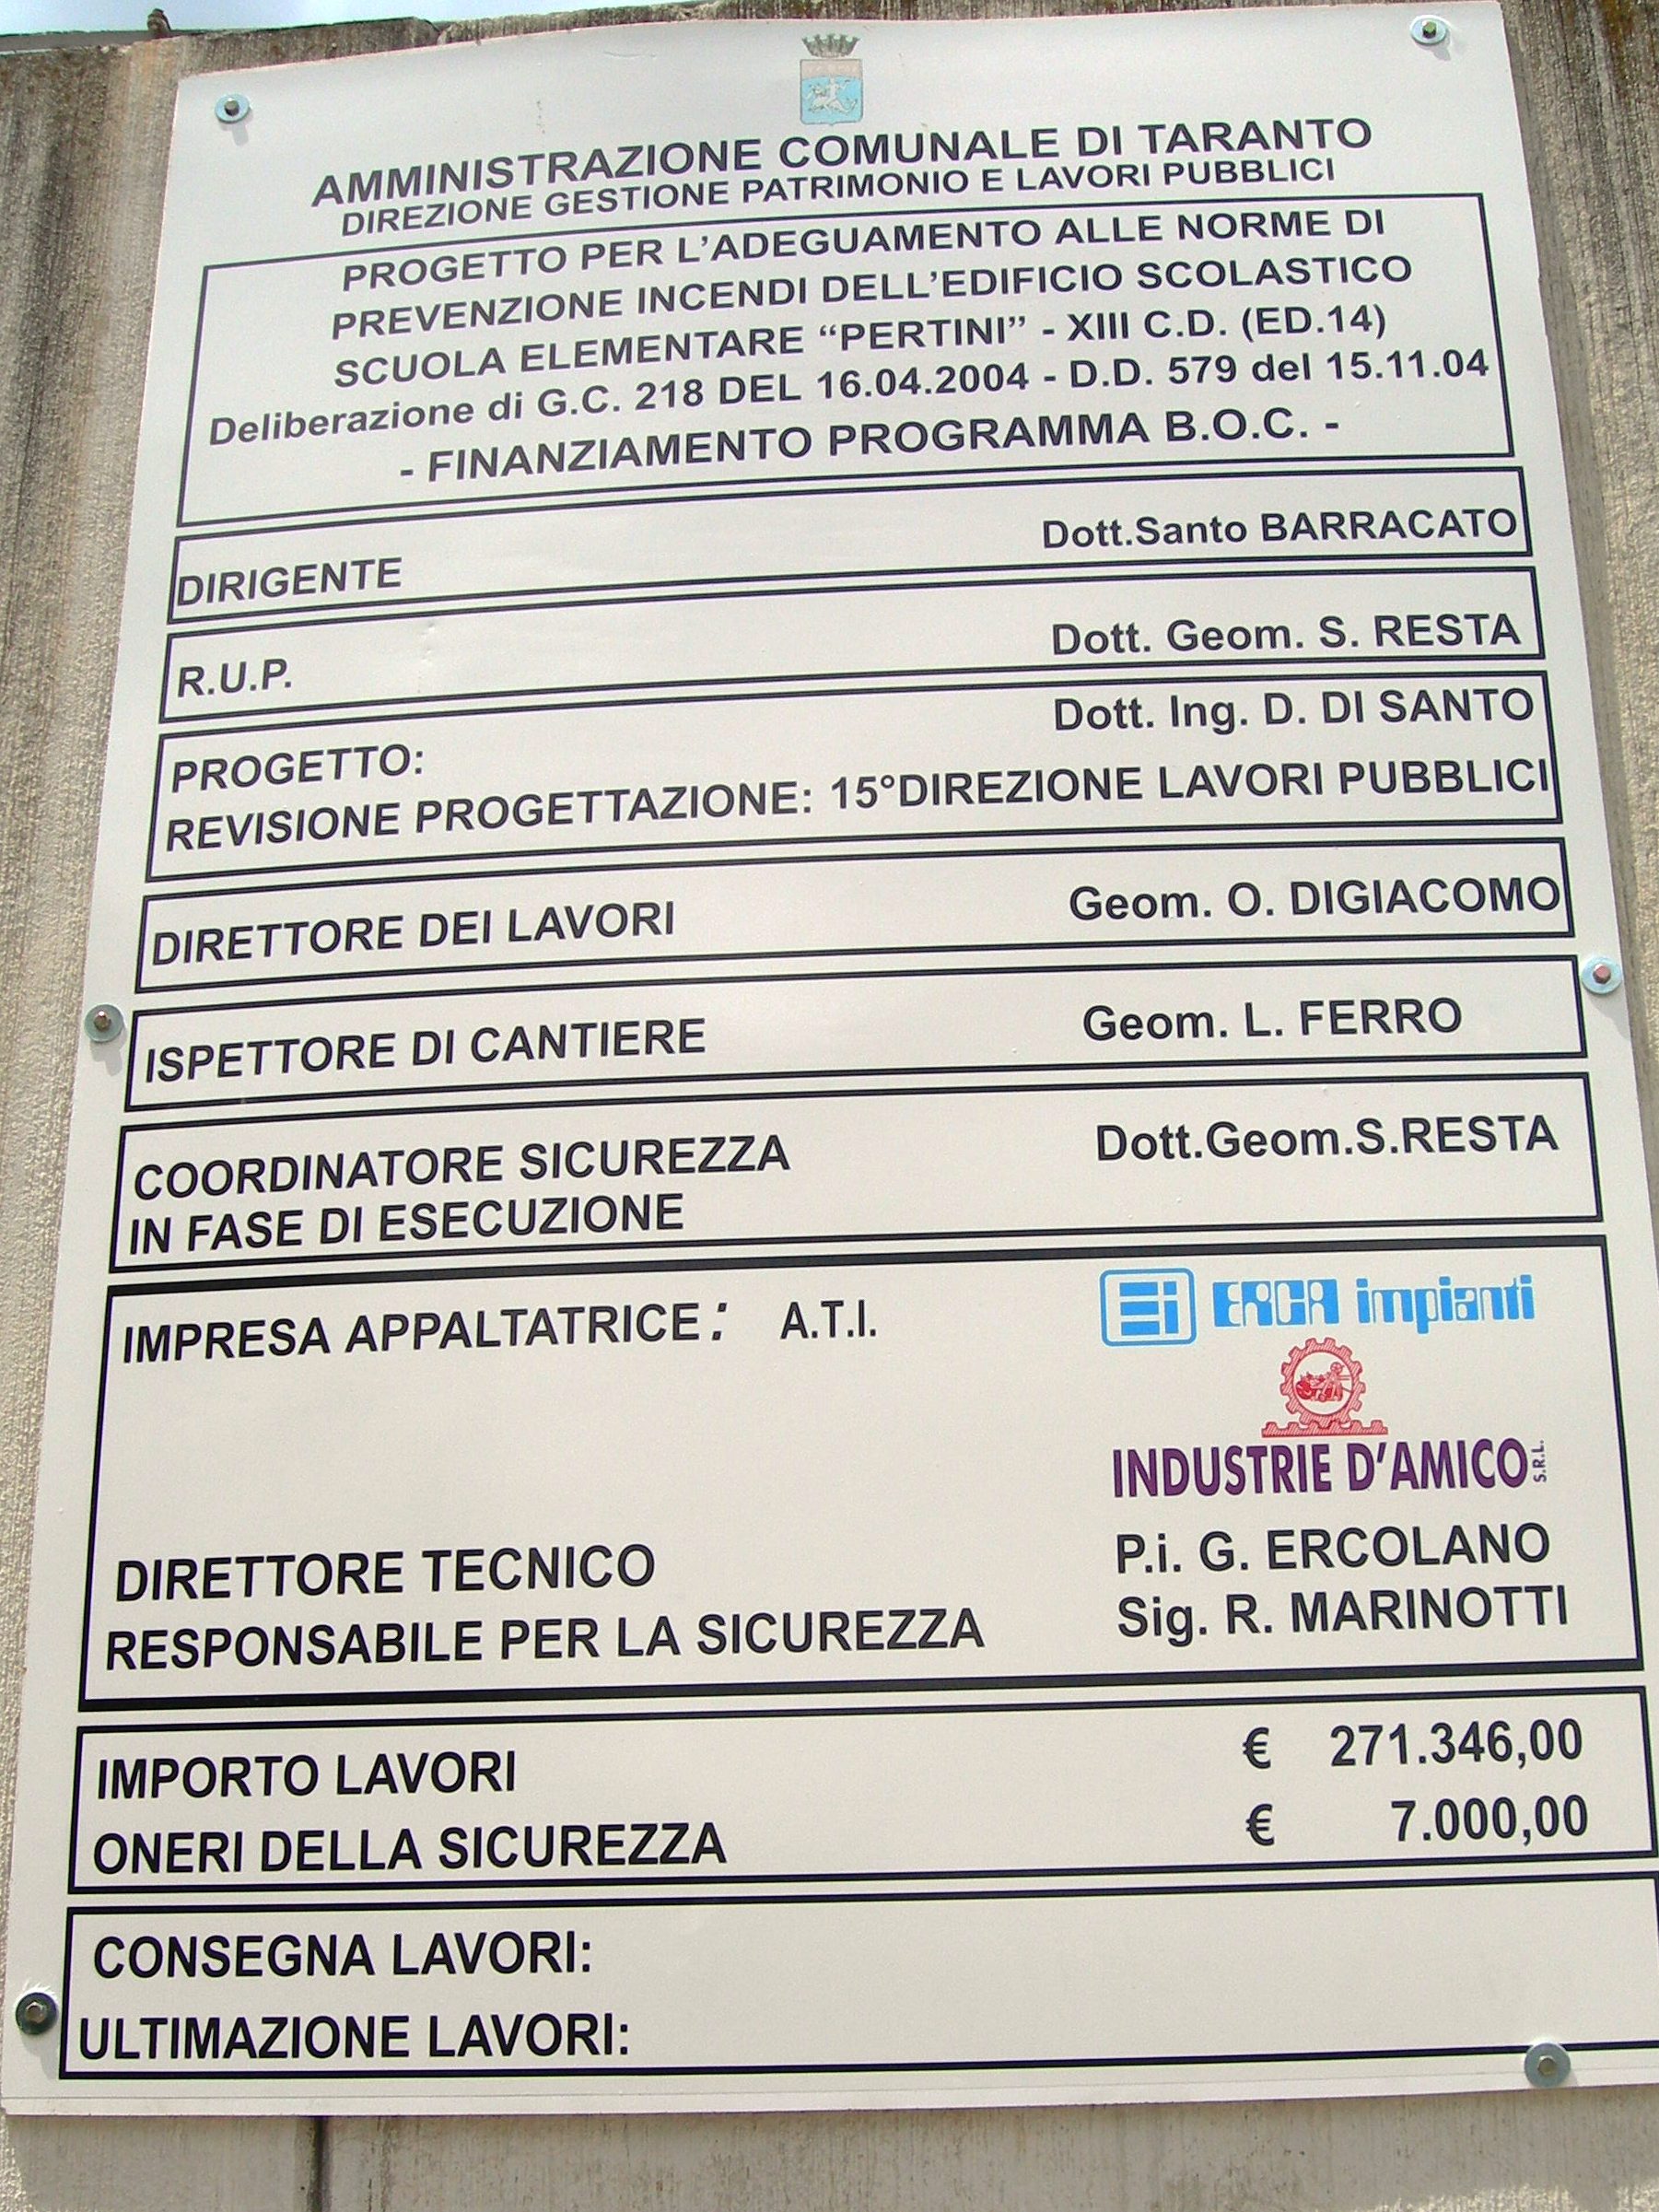 AMMINISTRAZIONE COMUNALE DI TARANTO
DIREZIONE GESTIONE PATRIMONIO E LAVORI PUBBLICI
PROGETTO PER L'ADEGUAMENTO ALLE NORME DI
PREVENZIONE INCENDI DELL'EDIFICIO SCOLASTICO
SCUOLA ELEMENTARE “PERTINI” - XIII C.D. (ED.14)
Deliberazione di G.C. 218 DEL 16.04.2004 - D.D. 579 del 15.11.04
- FINANZIAMENTO PROGRAMMA B.O.C. -
DIRIGENTE Dott.Santo BARRACATO
R.U.P. Dott. Geom. S. RESTA
PROGETTO: Dott. Ing. D. DI SANTO
REVISIONE PROGETTAZIONE: 15°DIREZIONE LAVORI PUBBLICI
DIRETTORE DEI LAVORI Geom. O. DIGIACOMO
ISPETTORE DI CANTIERE Geom. L. FERRO
COORDINATORE SICUREZZA Dott.Geom.S.RESTA
IN FASE DI ESECUZIONE
IMPRESA APPALTATRICE: A.T.I. Ei ERCA impianti
INDUSTRIE D'AMICO S.R.L.
DIRETTORE TECNICO P.i. G. ERCOLANO
RESPONSABILE PER LA SICUREZZA Sig. R. MARINOTTI
IMPORTO LAVORI € 271.346,00
ONERI DELLA SICUREZZA € 7.000,00
CONSEGNA LAVORI:
ULTIMAZIONE LAVORI: